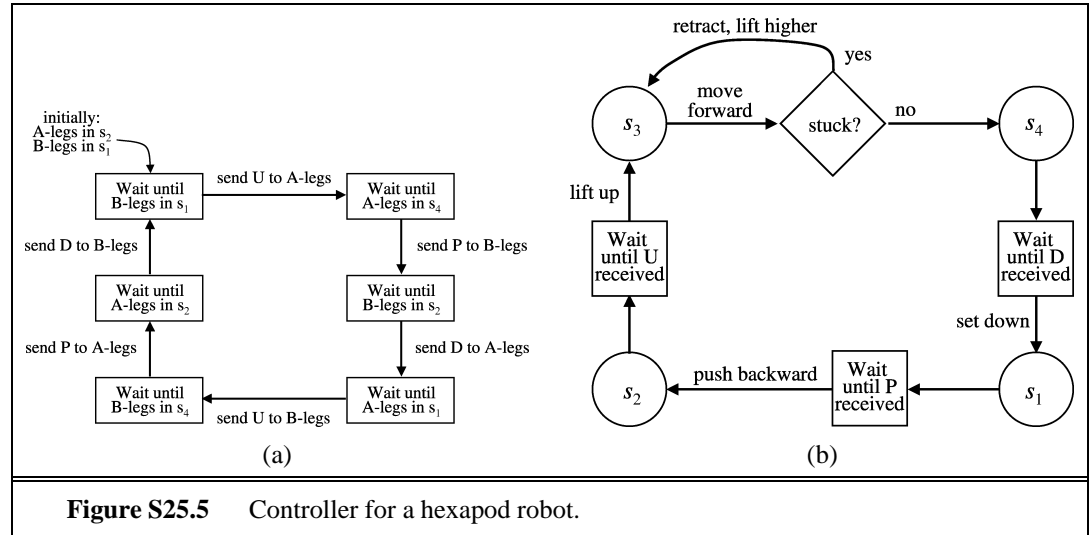 initially:
A-legs in s2
B-legs in s1
Wait until
B-legs in s1
send U to A-legs
Wait until
A-legs in s4
send D to B-legs
send P to B-legs
Wait until
A-legs in s2
Wait until
B-legs in s2
send P to A-legs
send D to A-legs
Wait until
B-legs in s4
send U to B-legs
Wait until
A-legs in s1
(a)
retract, lift higher
yes
s3
move
forward
stuck?
no
s4
lift up
Wait
until U
received
Wait
until D
received
set down
s2
push backward
Wait
until P
received
s1
(b)
Figure S25.5 Controller for a hexapod robot.